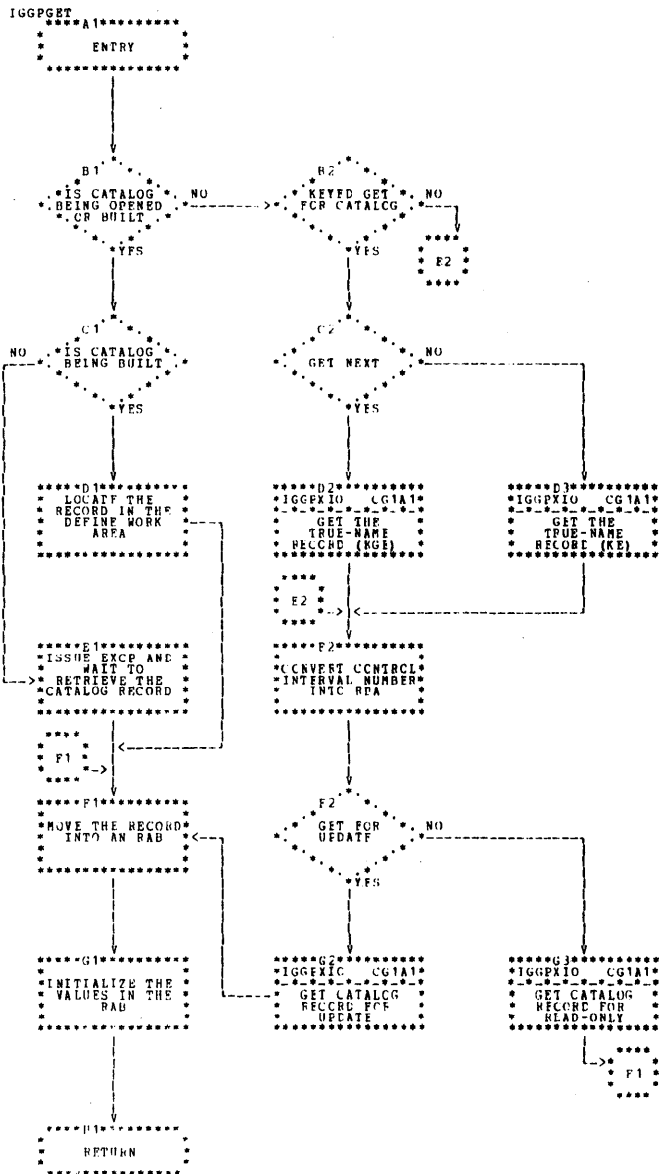 IGGPGET
A1
ENTRY
B1
IS CATALOG
BEING OPENED
OR BUILT
NO
YES
B2
KEYED GET
FOR CATALOG
NO
YES
E2
C1
NO
IS CATALOG
BEING BUILT
YES
C2
GET NEXT
NO
YES
D1
LOCATE THE
RECORD IN THE
DEFINE WORK
AREA
D2
IGGPXIO CG1A1
GET THE
TRUE-NAME
RECORD (KGE)
D3
IGGPXIO CG1A1
GET THE
TRUE-NAME
RECORD (KE)
E2
E1
ISSUE EXCP AND
WAIT TO
RETRIEVE THE
CATALOG RECORD
E2
CONVERT CONTROL
INTERVAL NUMBER
INTO RBA
F1
F1
MOVE THE RECORD
INTO AN RAB
F2
GET FOR
UPDATE
NO
YES
G1
INITIALIZE THE
VALUES IN THE
RAB
G2
IGGPXIO CG1A1
GET CATALOG
RECORD FOR
UPDATE
G3
IGGPXIO CG1A1
GET CATALOG
RECORD FOR
READ-ONLY
F1
H1
RETURN